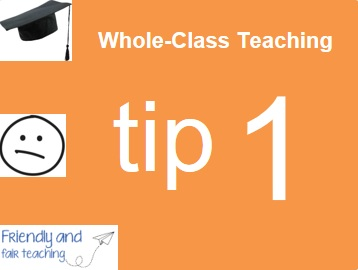 Whole-Class Teaching
tip 1
Friendly and
fair teaching